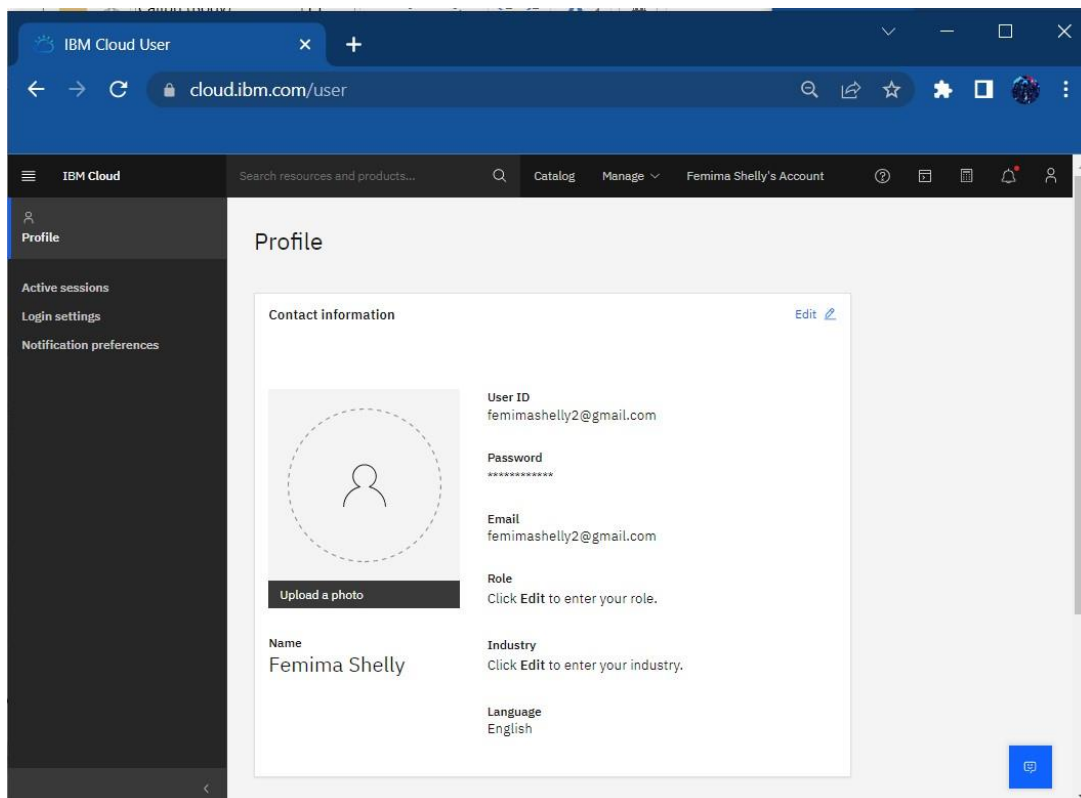 IBM Cloud User
cloud.ibm.com/user
IBM Cloud
Search resources and products...
Catalog
Manage
Femima Shelly's Account
Profile
Active sessions
Login settings
Notification preferences
Profile
Contact information
Edit
Upload a photo
Name
Femima Shelly
User ID
femimashelly2@gmail.com
Password
************
Email
femimashelly2@gmail.com
Role
Click Edit to enter your role.
Industry
Click Edit to enter your industry.
Language
English